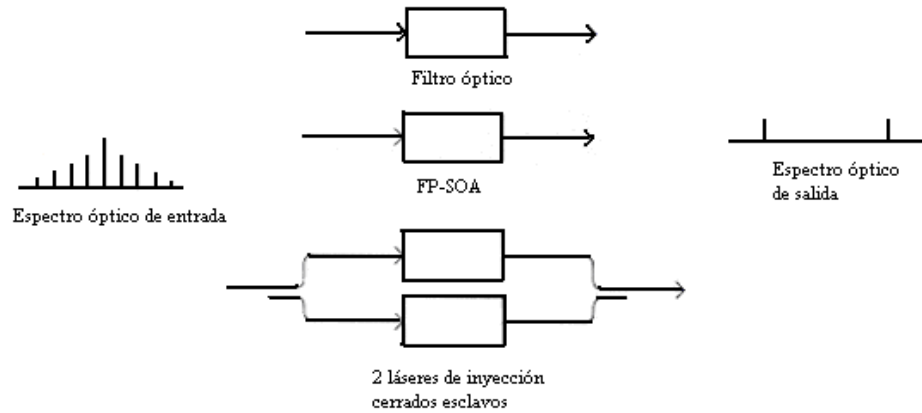 Filtro óptico
FP-SOA
Espectro óptico de entrada
Espectro óptico
de salida
2 láseres de inyección
cerrados esclavos